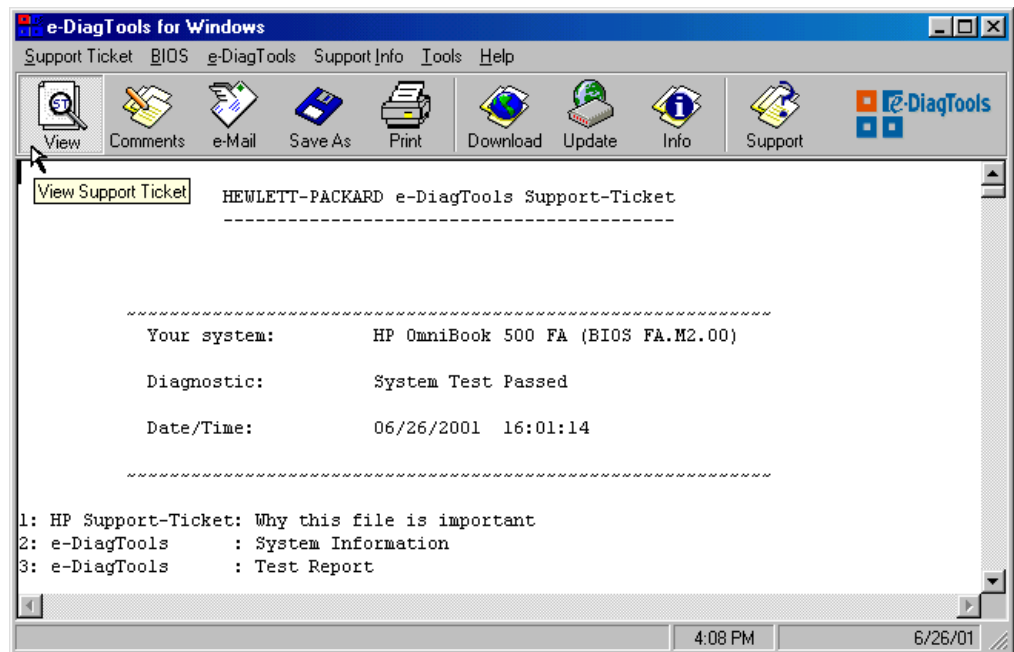 e-DiagTools for Windows
Support Ticket BIOS e-DiagTools Support Info Tools Help
ST
View Comments e-Mail Save As Print Download Update Info Support
e-DiagTools
View Support Ticket
HEWLETT-PACKARD e-DiagTools Support-Ticket
------------------------------------------
~~~~~~~~~~~~~~~~~~~~~~~~~~~~~~~~~~~~~~~~~~~~~~~~~~~~~~~~~~~~
Your system: HP OmniBook 500 FA (BIOS FA.M2.00)
Diagnostic: System Test Passed
Date/Time: 06/26/2001 16:01:14
~~~~~~~~~~~~~~~~~~~~~~~~~~~~~~~~~~~~~~~~~~~~~~~~~~~~~~~~~~~~
1: HP Support-Ticket: Why this file is important
2: e-DiagTools : System Information
3: e-DiagTools : Test Report
4:08 PM 6/26/01